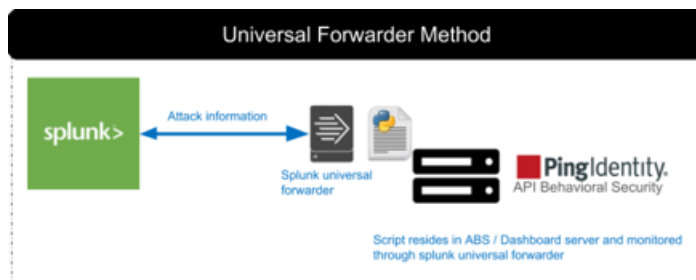 Universal Forwarder Method
splunk>
Attack information
Splunk universal
forwarder
PingIdentity.
API Behavioral Security
Script resides in ABS / Dashboard server and monitored
through splunk universal forwarder